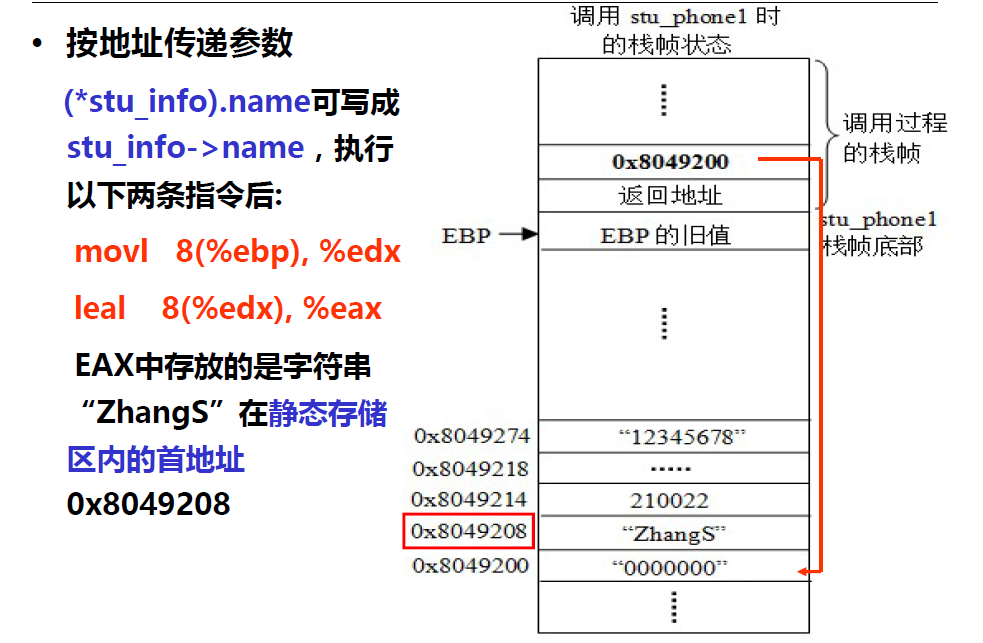 • 按地址传递参数
(*stu_info).name可写成
stu_info->name，执行
以下两条指令后:
movl 8(%ebp), %edx
leal 8(%edx), %eax
EAX中存放的是字符串
“ZhangS”在静态存储
区内的首地址
0x8049208
调用 stu_phone1 时
的栈帧状态
0x8049200
返回地址
EBP
EBP 的旧值
调用过程
的栈帧
stu_phone1
栈帧底部
0x8049274 “12345678”
0x8049218 .....
0x8049214 210022
0x8049208 “ZhangS”
0x8049200 “0000000”